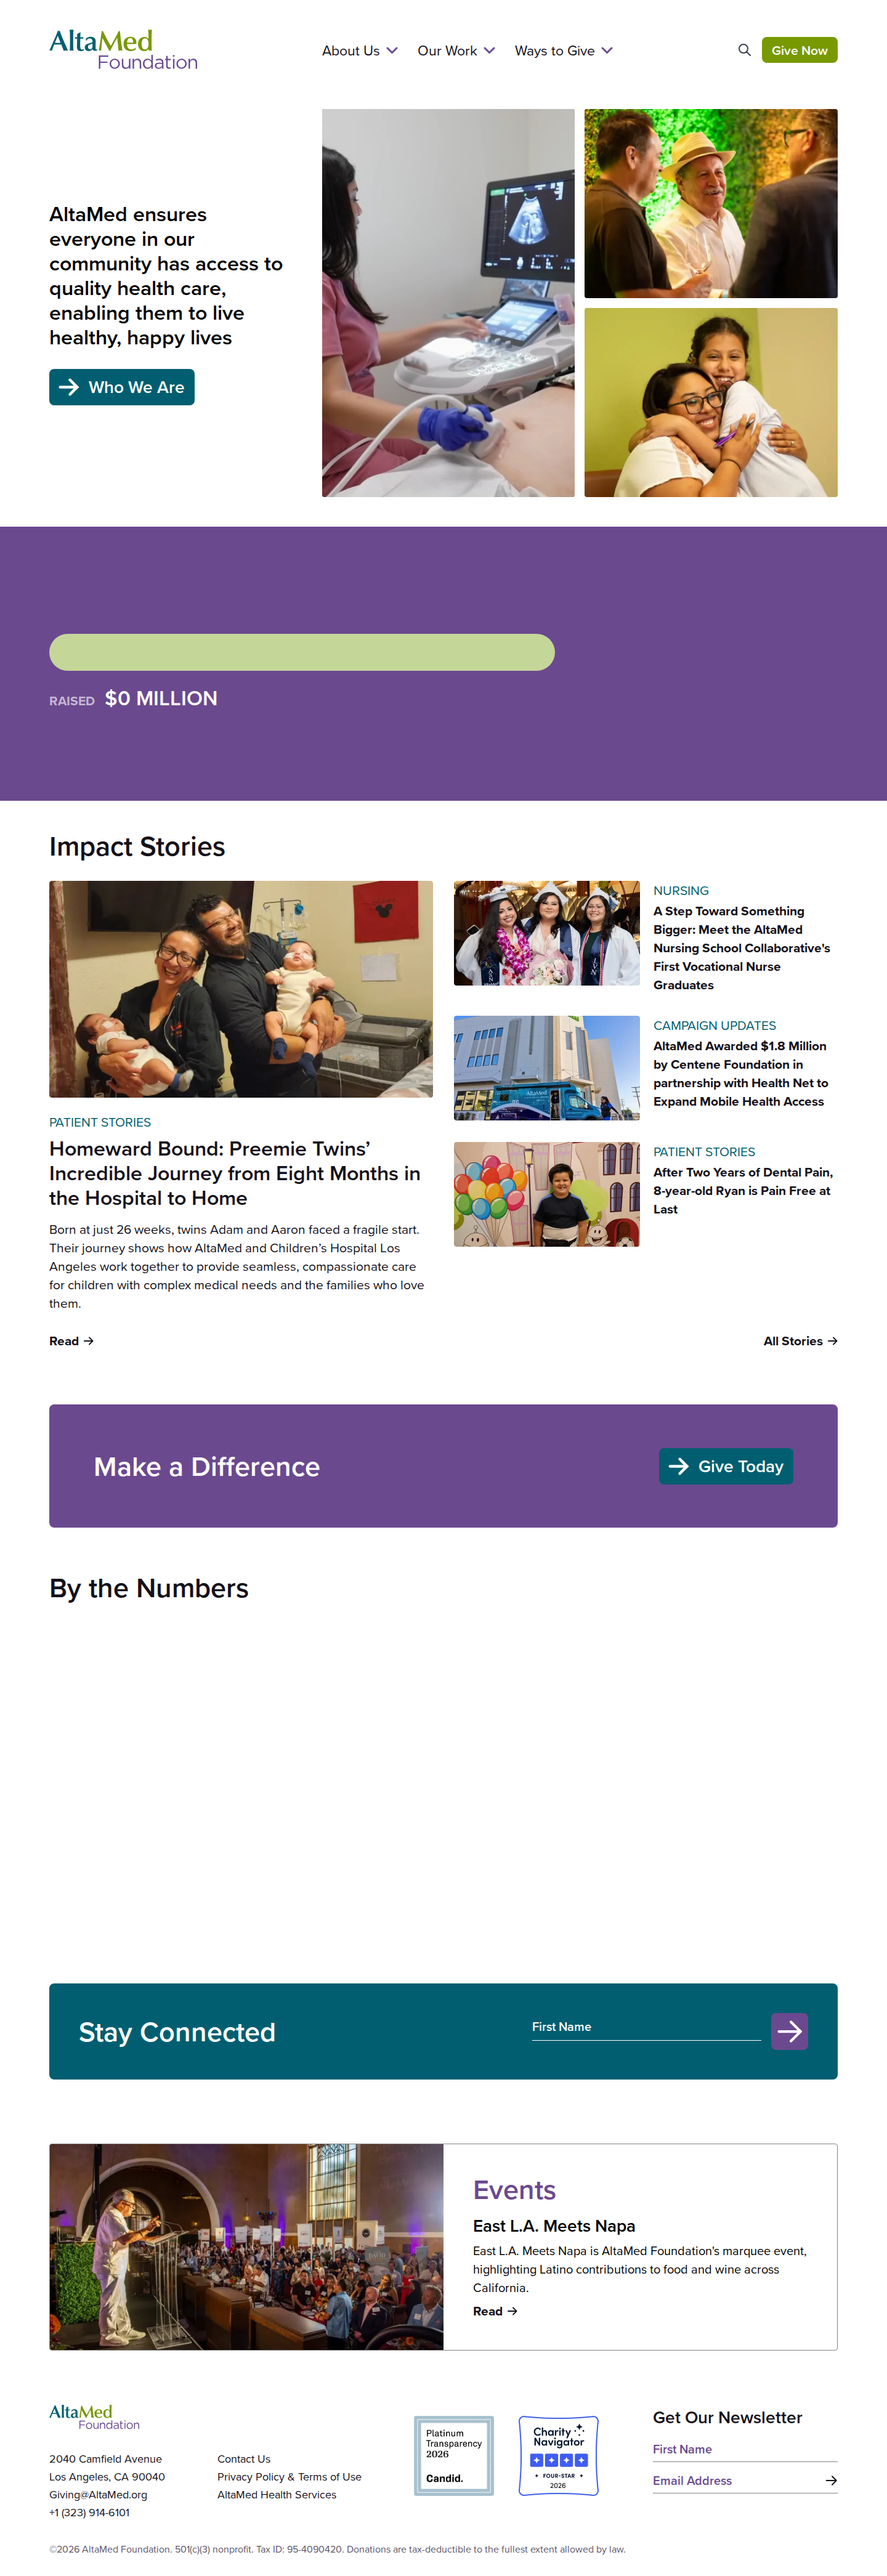 AltaMed
Foundation
About Us
Our Work
Ways to Give
Give Now
AltaMed ensures
everyone in our
community has access to
quality health care,
enabling them to live
healthy, happy lives
Who We Are
RAISED $0 MILLION
Impact Stories
PATIENT STORIES
Homeward Bound: Preemie Twins’
Incredible Journey from Eight Months in
the Hospital to Home
Born at just 26 weeks, twins Adam and Aaron faced a fragile start.
Their journey shows how AltaMed and Children’s Hospital Los
Angeles work together to provide seamless, compassionate care
for children with complex medical needs and the families who love
them.
Read
NURSING
A Step Toward Something
Bigger: Meet the AltaMed
Nursing School Collaborative's
First Vocational Nurse
Graduates
CAMPAIGN UPDATES
AltaMed Awarded $1.8 Million
by Centene Foundation in
partnership with Health Net to
Expand Mobile Health Access
AltaMed
PATIENT STORIES
After Two Years of Dental Pain,
8-year-old Ryan is Pain Free at
Last
All Stories
Make a Difference
Give Today
By the Numbers
Stay Connected
First Name
Events
East L.A. Meets Napa
East L.A. Meets Napa is AltaMed Foundation's marquee event,
highlighting Latino contributions to food and wine across
California.
Read
AltaMed
Foundation
2040 Camfield Avenue
Los Angeles, CA 90040
Giving@AltaMed.org
+1 (323) 914-6101
Contact Us
Privacy Policy & Terms of Use
AltaMed Health Services
Platinum
Transparency
2026
Candid.
Charity
Navigator
FOUR-STAR
2026
Get Our Newsletter
First Name
Email Address
©2026 AltaMed Foundation. 501(c)(3) nonprofit. Tax ID: 95-4090420. Donations are tax-deductible to the fullest extent allowed by law.